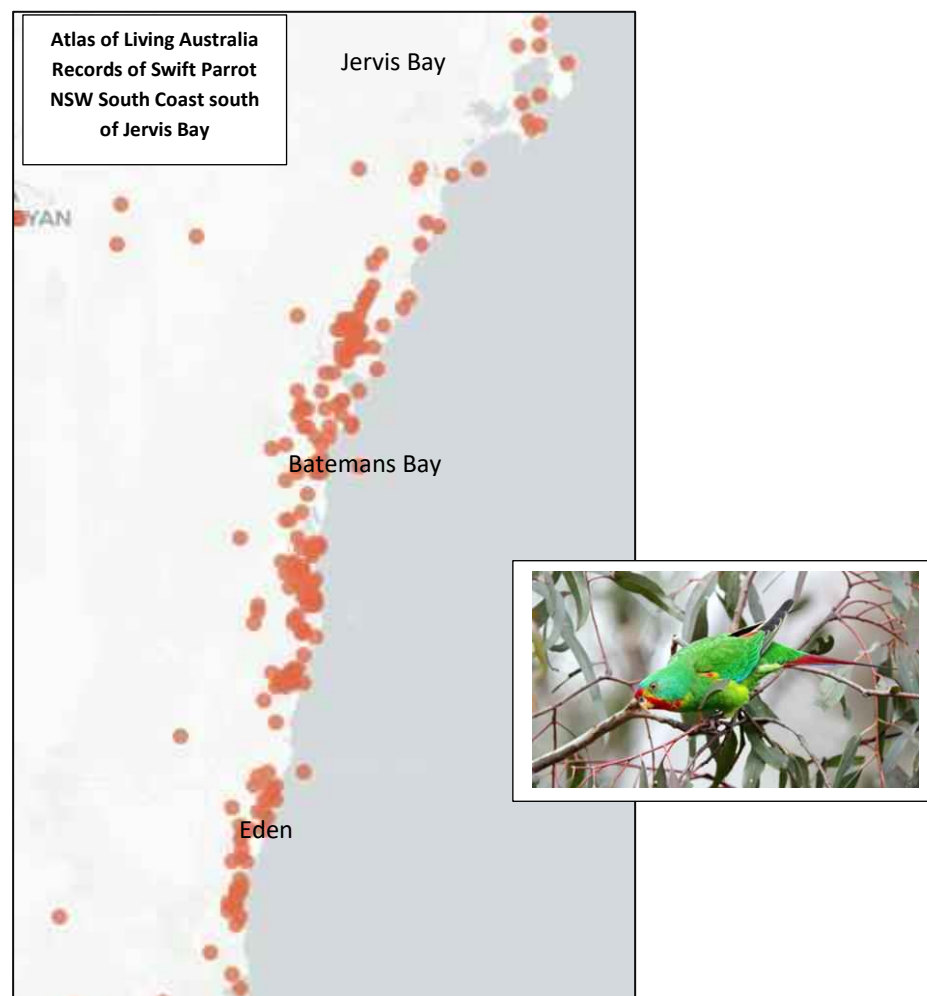 Atlas of Living Australia
Records of Swift Parrot
NSW South Coast south
of Jervis Bay
Jervis Bay
YAN
Batemans Bay
Eden